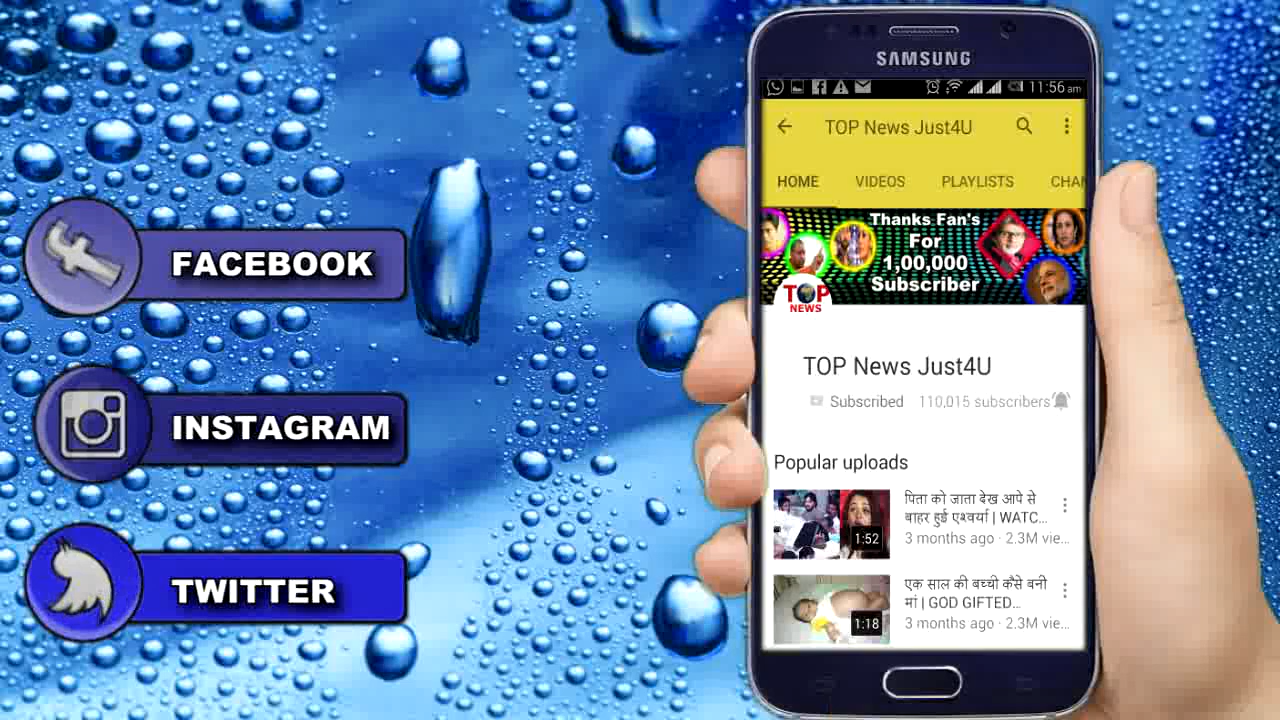 FACEBOOK
INSTAGRAM
TWITTER
SAMSUNG
11:56 am
TOP News Just4U
HOME VIDEOS PLAYLISTS CHAN
Thanks Fan's
For
1,00,000
Subscriber
TOP
NEWS
TOP News Just4U
Subscribed 110,015 subscribers
Popular uploads
पिता को जाता देख आपे से
बाहर हुई एश्वर्या | WATC...
3 months ago · 2.3M vie...
1:52
एक साल की बच्ची कैसे बनी
मां | GOD GIFTED...
3 months ago · 2.3M vie...
1:18